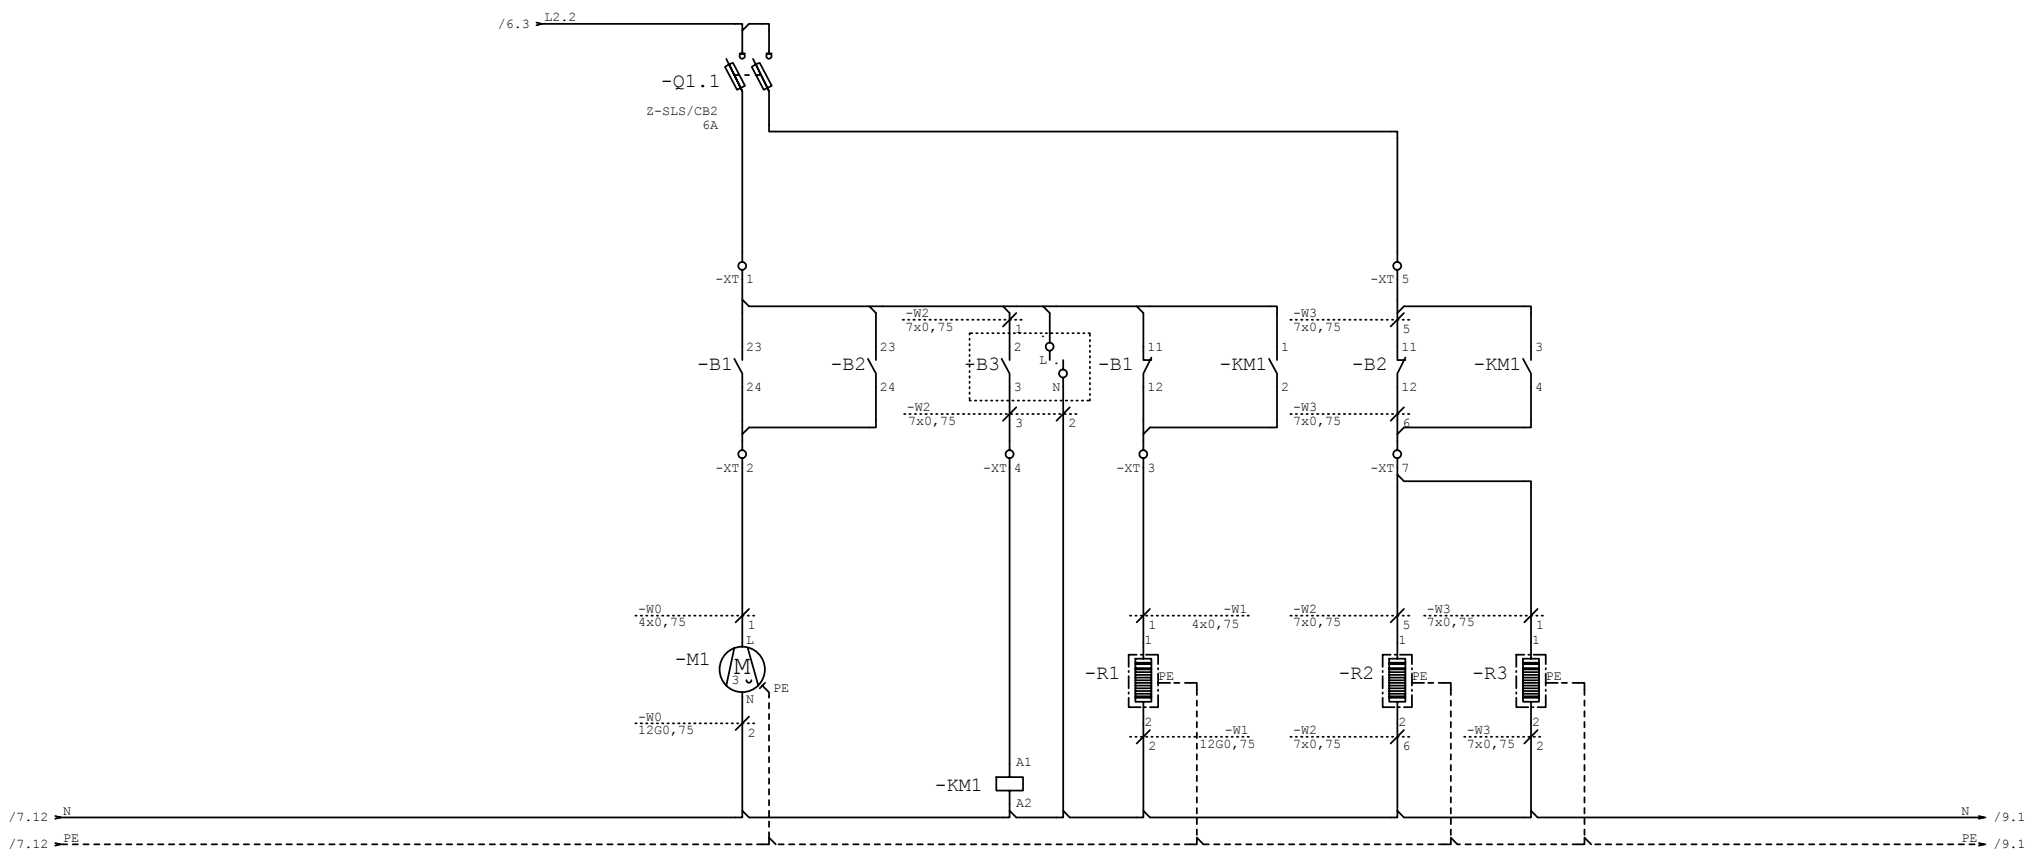 /6.3 L2.2
-Q1.1
Z-SLS/CB2
6A
-XT 1
-XT 5
-W2
7x0,75
1
-W3
7x0,75
5
23
23
2
L
11
1
11
3
-B1
-B2
-B3
-B1
-KM1
-B2
-KM1
24
24
3
N
12
2
12
4
-W2
7x0,75
3
2
-W3
7x0,75
6
-XT 2
-XT 4
-XT 3
-XT 7
-W0
4x0,75
1
-W1
4x0,75
1
-W2
7x0,75
5
-W3
7x0,75
1
L
1
1
1
-M1
M
3
PE
-R1
PE
-R2
PE
-R3
PE
N
2
2
2
-W0
12G0,75
2
-W1
12G0,75
2
-W2
7x0,75
6
-W3
7x0,75
2
A1
-KM1
A2
/7.12 N
N /9.1
/7.12 PE
PE /9.1